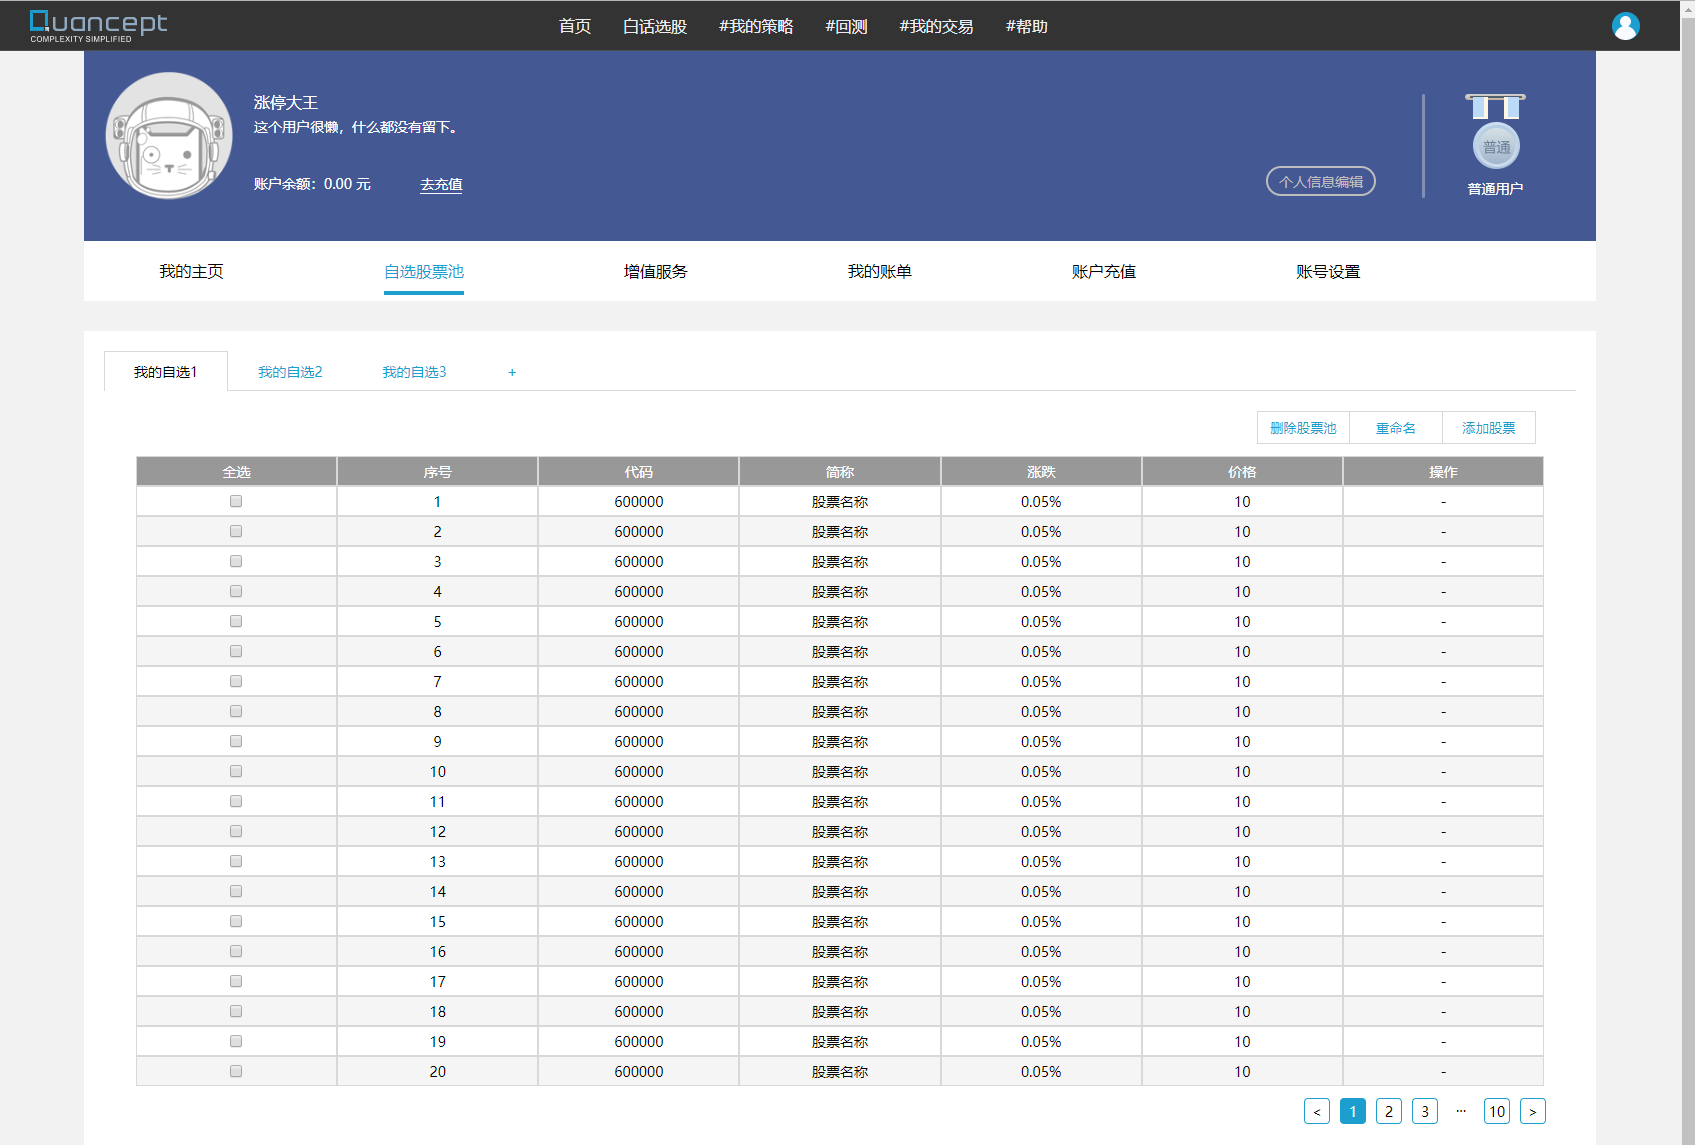 Quancept
COMPLEXITY SIMPLIFIED
首页 白话选股 #我的策略 #回测 #我的交易 #帮助
涨停大王
这个用户很懒，什么都没有留下。
账户余额：0.00 元 去充值
个人信息编辑
普通
普通用户
我的主页 自选股票池 增值服务 我的账单 账户充值 账号设置
我的自选1 我的自选2 我的自选3 +
删除股票池 重命名 添加股票
全选 序号 代码 简称 涨跌 价格 操作
1 600000 股票名称 0.05% 10 -
2 600000 股票名称 0.05% 10 -
3 600000 股票名称 0.05% 10 -
4 600000 股票名称 0.05% 10 -
5 600000 股票名称 0.05% 10 -
6 600000 股票名称 0.05% 10 -
7 600000 股票名称 0.05% 10 -
8 600000 股票名称 0.05% 10 -
9 600000 股票名称 0.05% 10 -
10 600000 股票名称 0.05% 10 -
11 600000 股票名称 0.05% 10 -
12 600000 股票名称 0.05% 10 -
13 600000 股票名称 0.05% 10 -
14 600000 股票名称 0.05% 10 -
15 600000 股票名称 0.05% 10 -
16 600000 股票名称 0.05% 10 -
17 600000 股票名称 0.05% 10 -
18 600000 股票名称 0.05% 10 -
19 600000 股票名称 0.05% 10 -
20 600000 股票名称 0.05% 10 -
< 1 2 3 ··· 10 >